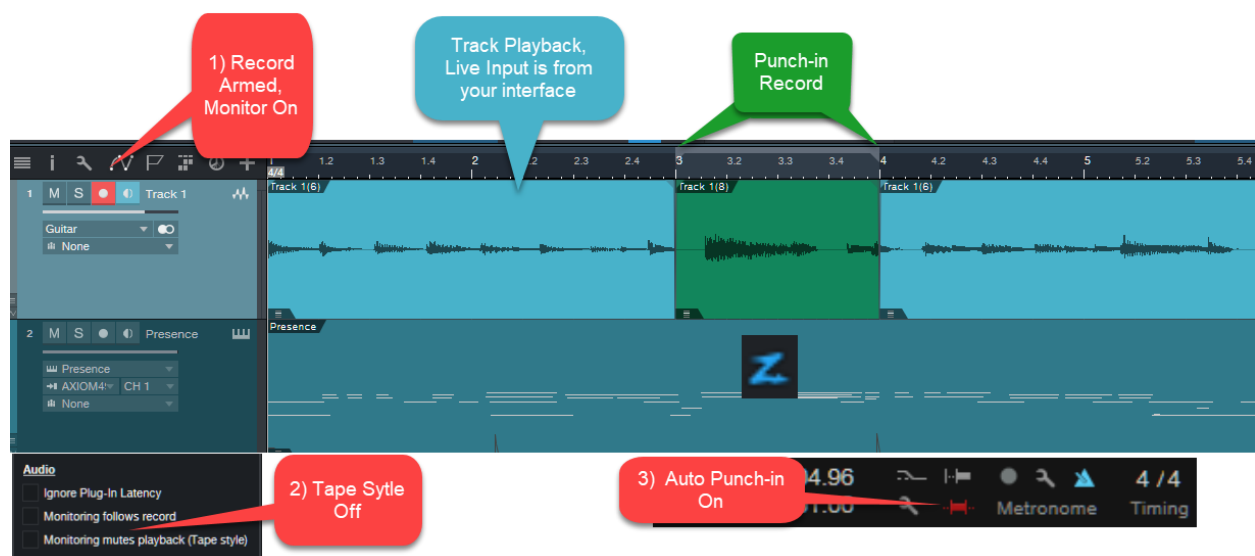 1) Record
Armed,
Monitor On
Track Playback,
Live Input is from
your interface
Punch-in
Record
1 1.2 1.3 1.4 2 2.2 2.3 2.4 3 3.2 3.3 3.4 4 4.2 4.3 4.4 5 5.2 5.3 5.4
4/4
1 M S Track 1
Guitar
None
Track 1(6) Track 1(8) Track 1(6)
2 M S Presence
Presence
CH 1
None
Presence
Z
Audio
Ignore Plug-In Latency
Monitoring follows record
Monitoring mutes playback (Tape style)
2) Tape Sytle
Off
3) Auto Punch-in
On
4.96
01.00
Metronome
4 / 4
Timing